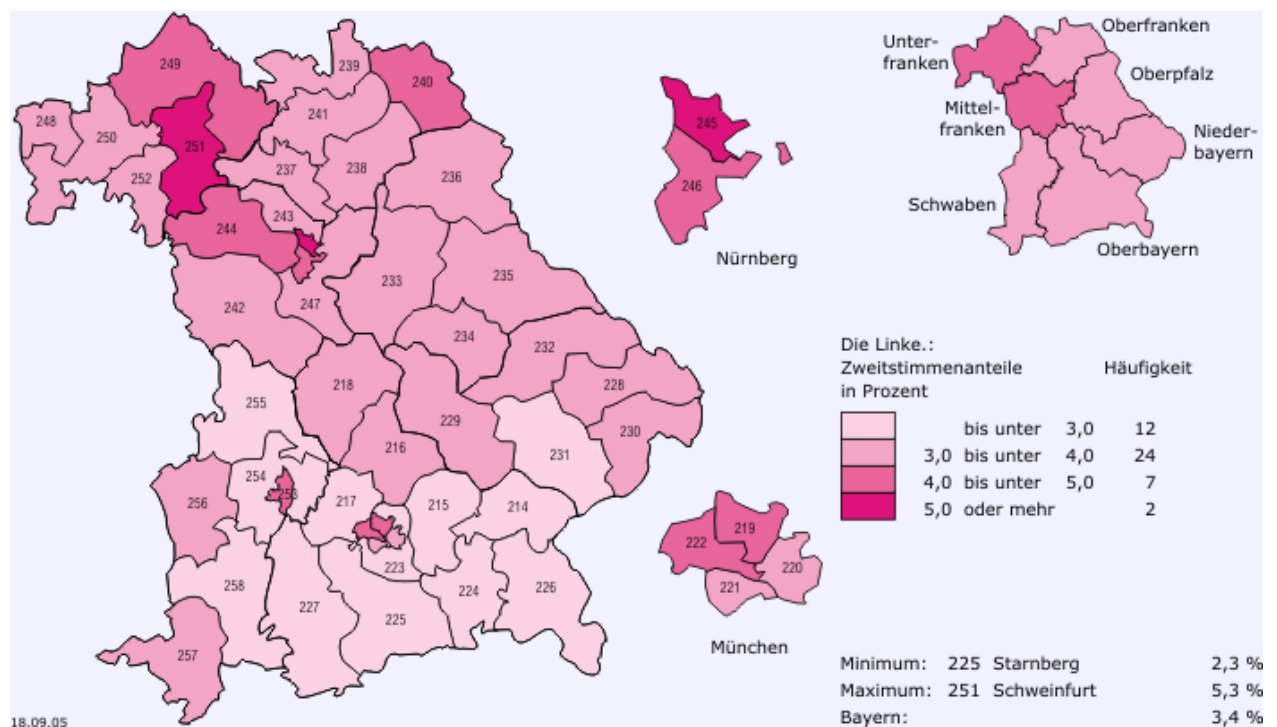 249
239
240
248
250
241
251
252
237
238
236
243
244
242
247
233
235
234
232
228
218
229
230
255
216
231
254
253
256
217
215
214
223
258
227
225
224
226
257
18.09.05
245
246
Nürnberg
Unter-
franken
Oberfranken
Oberpfalz
Mittel-
franken
Nieder-
bayern
Schwaben
Oberbayern
Die Linke.:
Zweitstimmenanteile Häufigkeit
in Prozent
bis unter 3,0 12
3,0 bis unter 4,0 24
4,0 bis unter 5,0 7
5,0 oder mehr 2
219
222
220
221
München
Minimum: 225 Starnberg 2,3 %
Maximum: 251 Schweinfurt 5,3 %
Bayern: 3,4 %